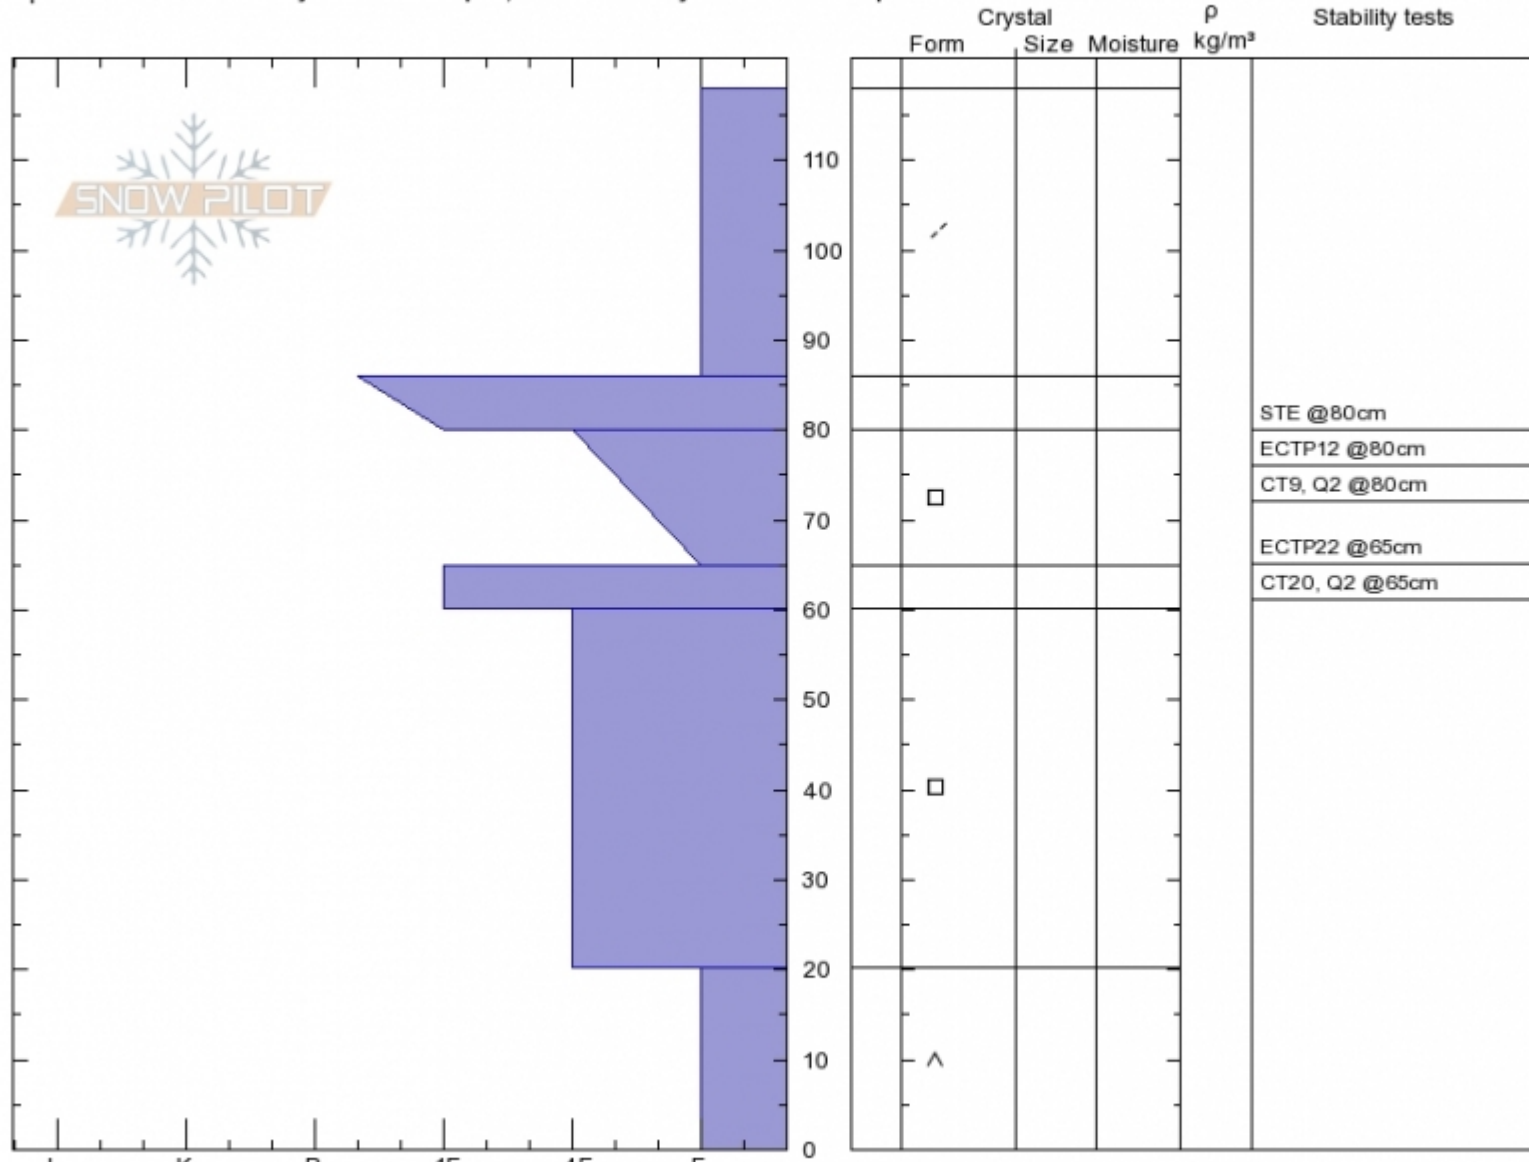 Crystal
ρ
Stability tests
Form
Size
Moisture
kg/m³
SNOW PILOT
110
100
90
80
70
60
50
40
30
20
10
0
STE @80cm
ECTP12 @80cm
CT9, Q2 @80cm
ECTP22 @65cm
CT20, Q2 @65cm